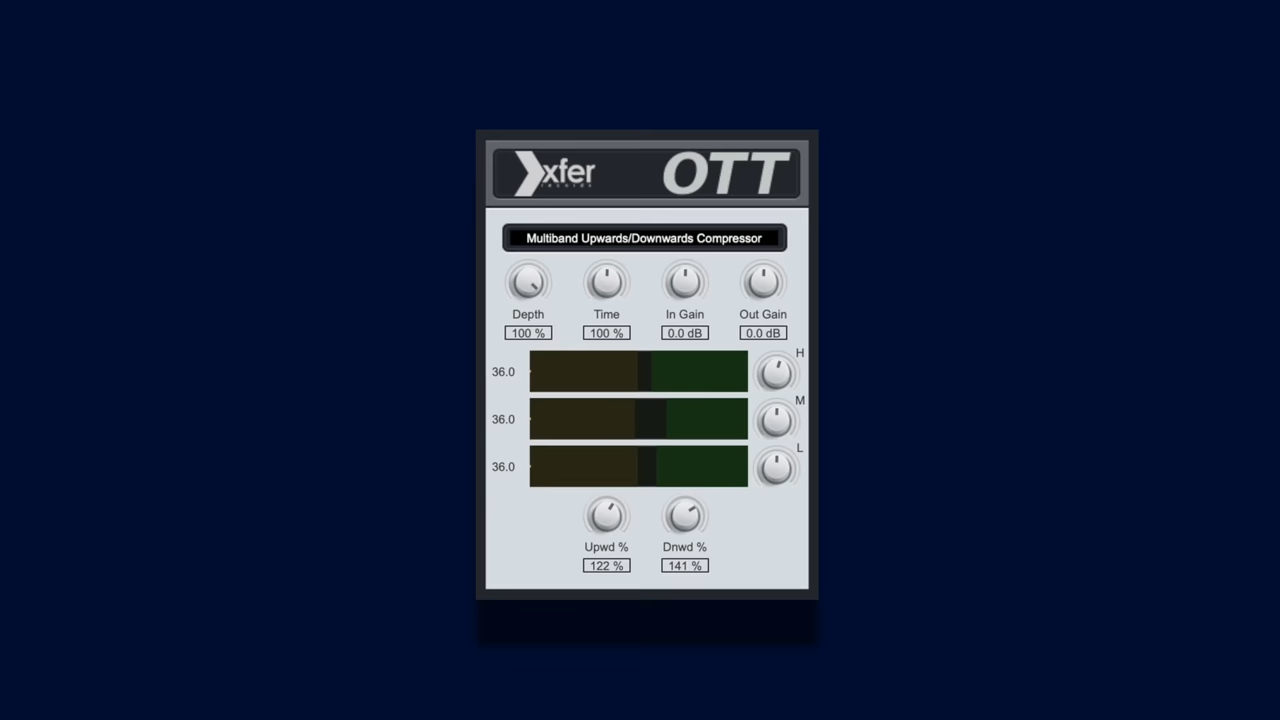 xfer OTT
records
Multiband Upwards/Downwards Compressor
Depth Time In Gain Out Gain
100 % 100 % 0.0 dB 0.0 dB
H
36.0
M
36.0
L
36.0
Upwd % Dnwd %
122 % 141 %